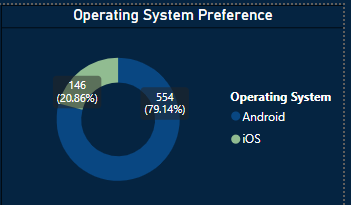 Operating System Preference
146
(20.86%)
554
(79.14%)
Operating System
Android
iOS